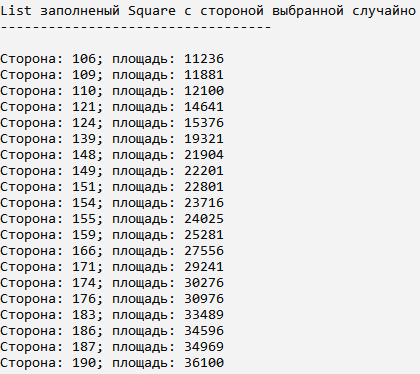 List заполненый Square с стороной выбранной случайно
----------------------------------
Сторона: 106; площадь: 11236
Сторона: 109; площадь: 11881
Сторона: 110; площадь: 12100
Сторона: 121; площадь: 14641
Сторона: 124; площадь: 15376
Сторона: 139; площадь: 19321
Сторона: 148; площадь: 21904
Сторона: 149; площадь: 22201
Сторона: 151; площадь: 22801
Сторона: 154; площадь: 23716
Сторона: 155; площадь: 24025
Сторона: 159; площадь: 25281
Сторона: 166; площадь: 27556
Сторона: 171; площадь: 29241
Сторона: 174; площадь: 30276
Сторона: 176; площадь: 30976
Сторона: 183; площадь: 33489
Сторона: 186; площадь: 34596
Сторона: 187; площадь: 34969
Сторона: 190; площадь: 36100